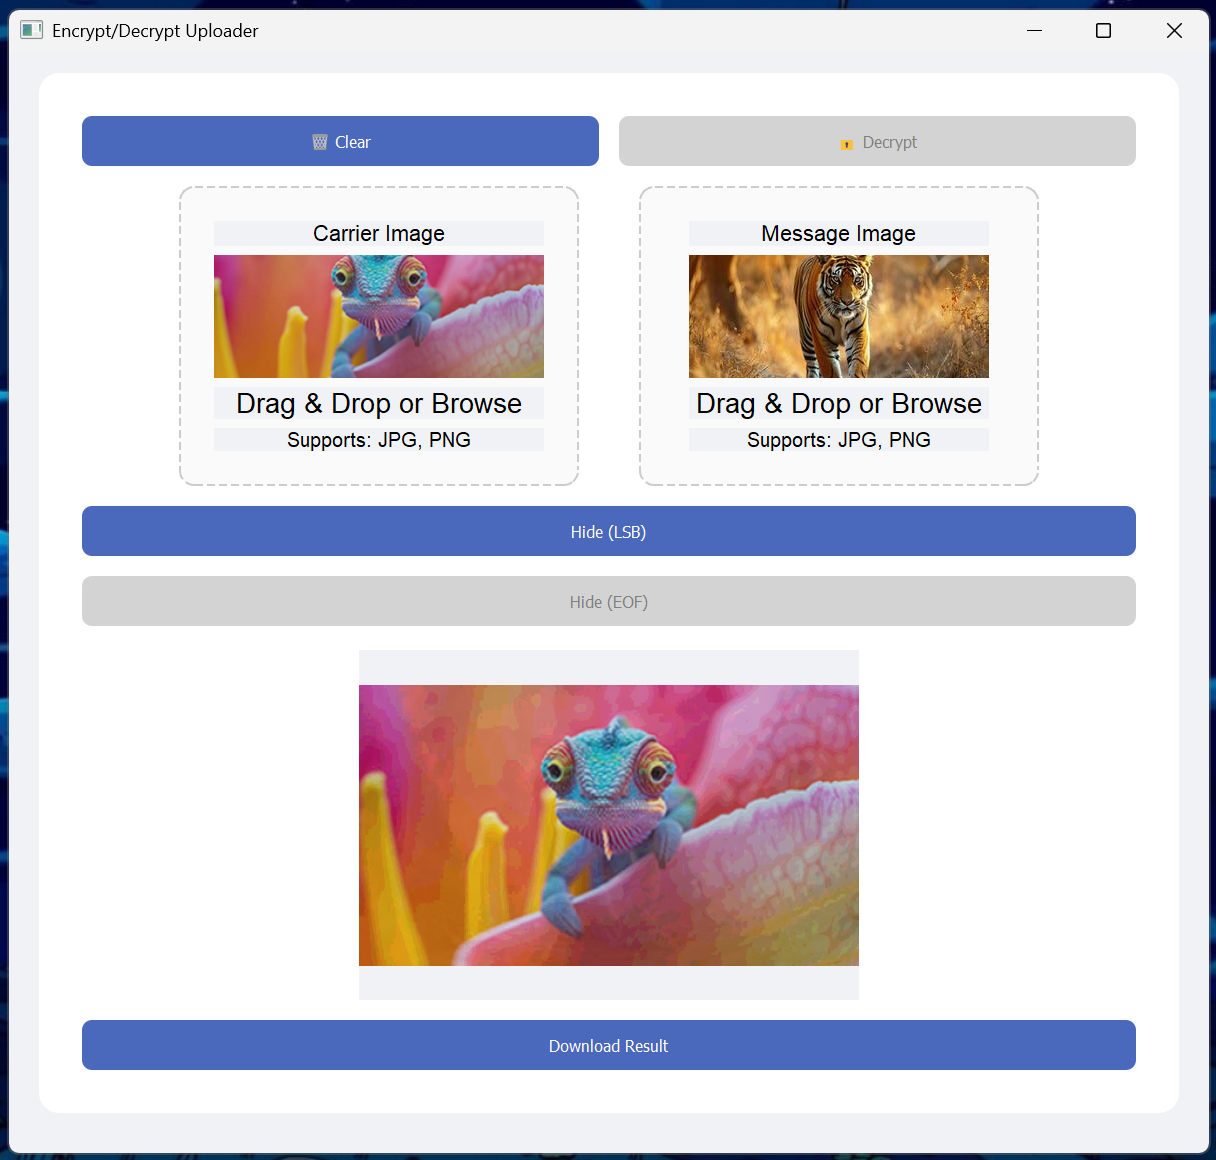 Encrypt/Decrypt Uploader
Clear
Decrypt
Carrier Image
Drag & Drop or Browse
Supports: JPG, PNG
Message Image
Drag & Drop or Browse
Supports: JPG, PNG
Hide (LSB)
Hide (EOF)
Download Result